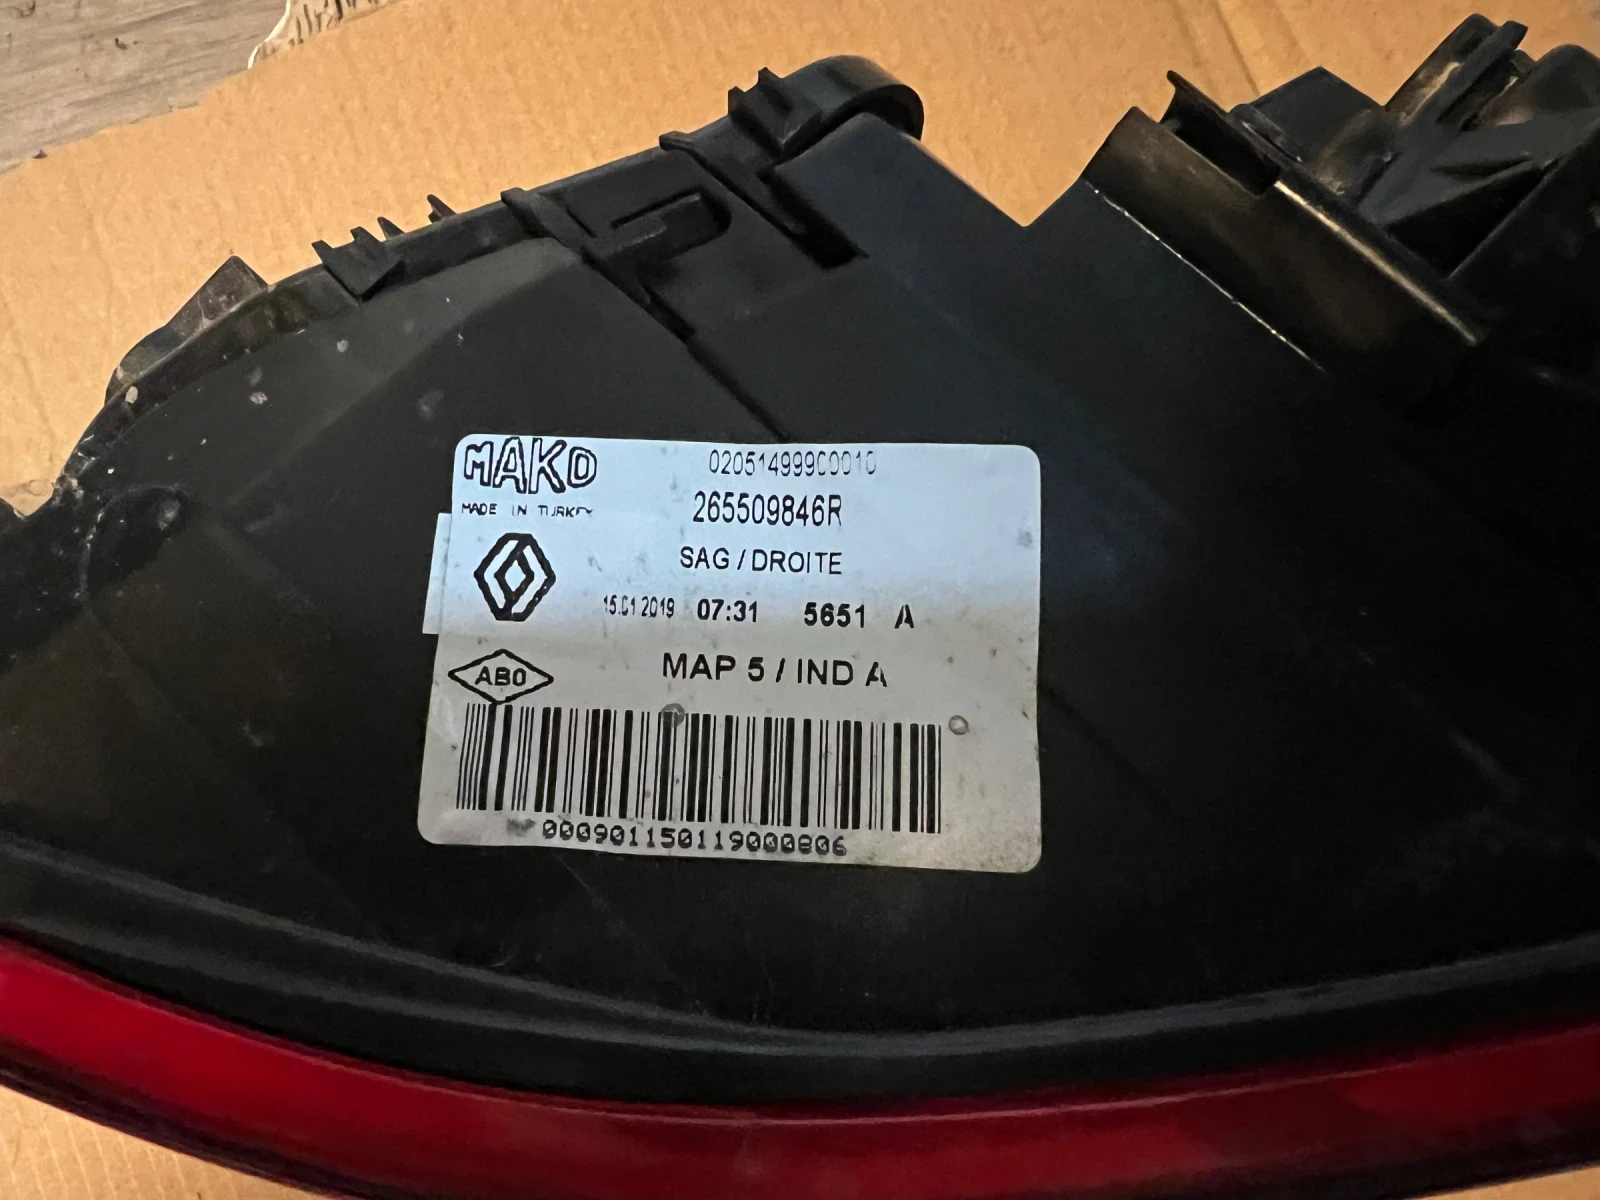 MAKO
02051499900010
MADE IN TURKEY
265509846R
SAG / DROITE
15.01.2019 07:31 5651 A
ABO
MAP 5 / IND A
000901150119000806